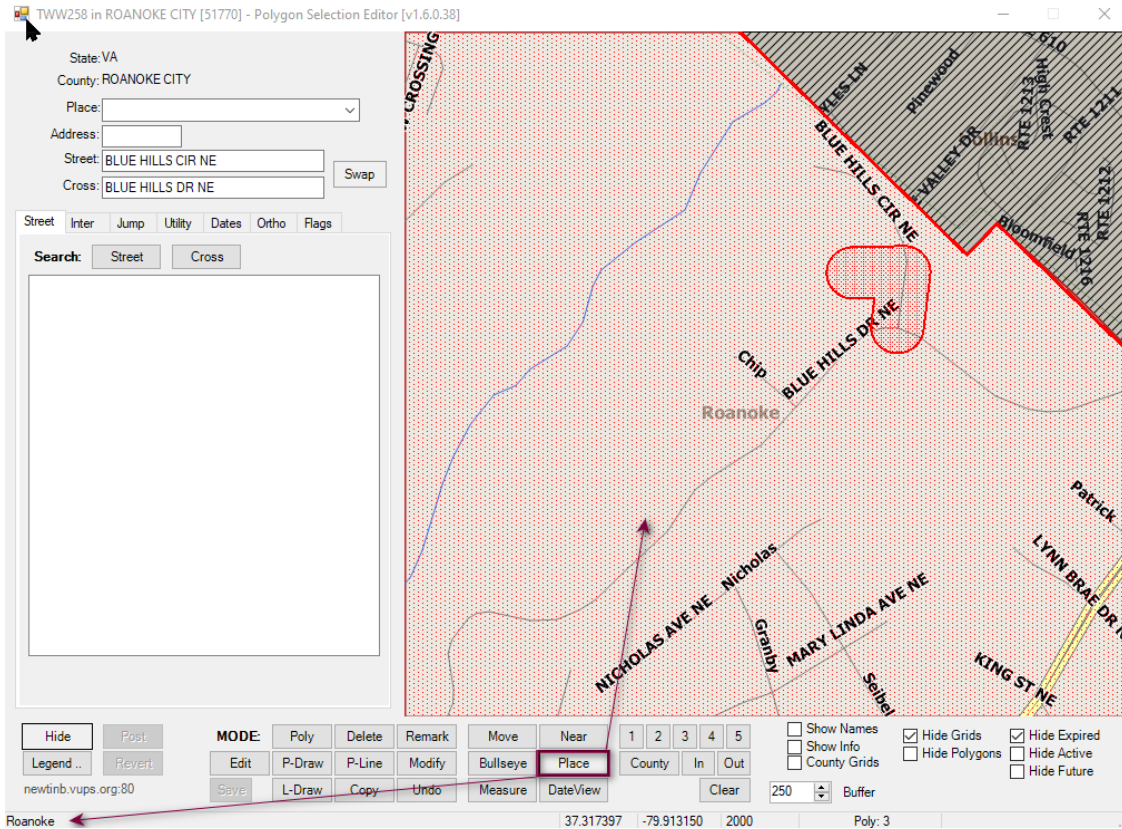 TWW258 in ROANOKE CITY [51770] - Polygon Selection Editor [v1.6.0.38]
State: VA
County: ROANOKE CITY
Place:
Address:
Street: BLUE HILLS CIR NE
Cross: BLUE HILLS DR NE
Swap
Street Inter Jump Utility Dates Ortho Flags
Search: Street Cross
CROSSING
YLES LN
Pinewood
610
High Crest
RTE 1213
RTE 1211
Collins
VALLEY DR
RTE 1212
RTE 1216
Bloomfield
BLUE HILLS CIR NE
BLUE HILLS DR NE
Chip
Roanoke
Patrick
LYNN BRAE DR N
Nicholas
NICHOLAS AVE NE
Granby
MARY LINDA AVE NE
Seibel
KING ST NE
Hide Post MODE: Poly Delete Remark Move Near 1 2 3 4 5
Legend .. Revert Edit P-Draw P-Line Modify Bullseye Place County In Out
newtinb.vups.org:80 Save L-Draw Copy Undo Measure DateView Clear
Show Names
Show Info
County Grids
Hide Grids
Hide Polygons
Hide Expired
Hide Active
Hide Future
250 Buffer
Roanoke 37.317397 -79.913150 2000 Poly: 3